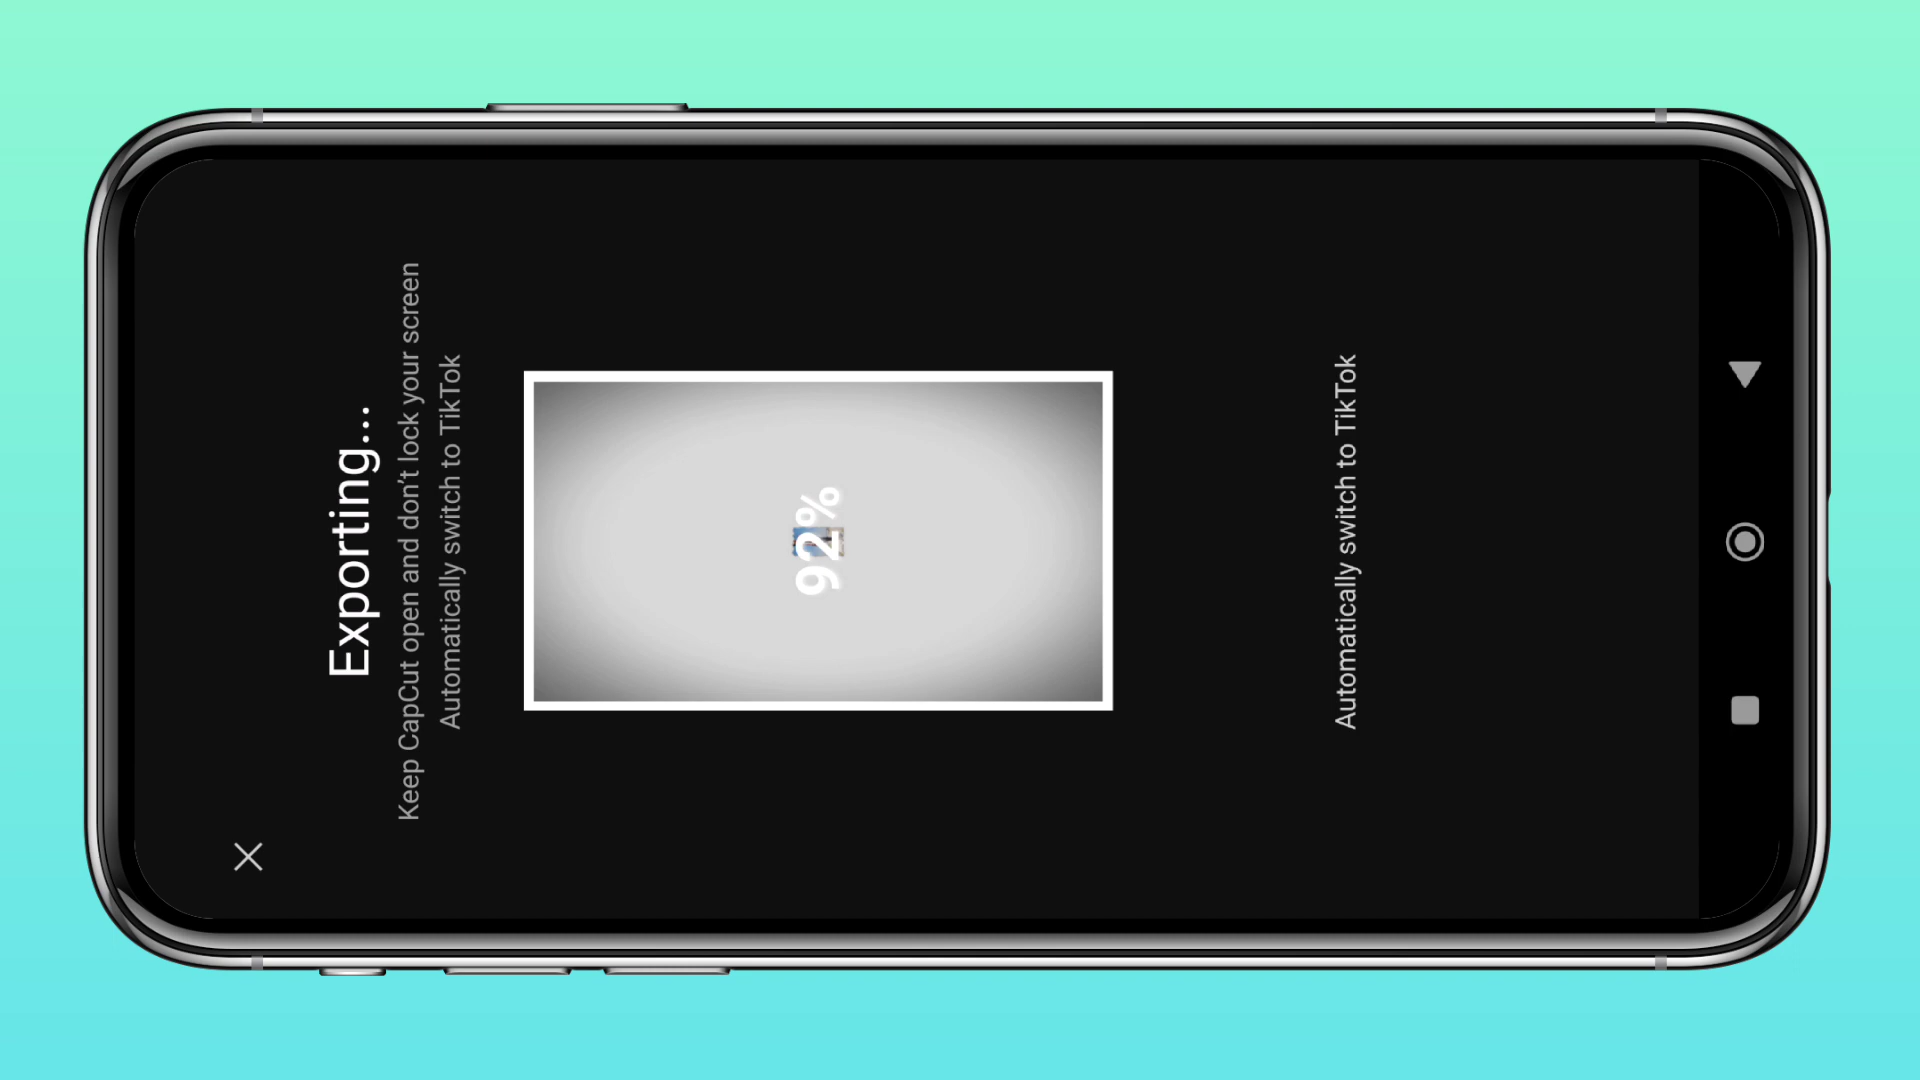 Exporting...
Keep CapCut open and don't lock your screen
Automatically switch to TikTok
92%
Automatically switch to TikTok